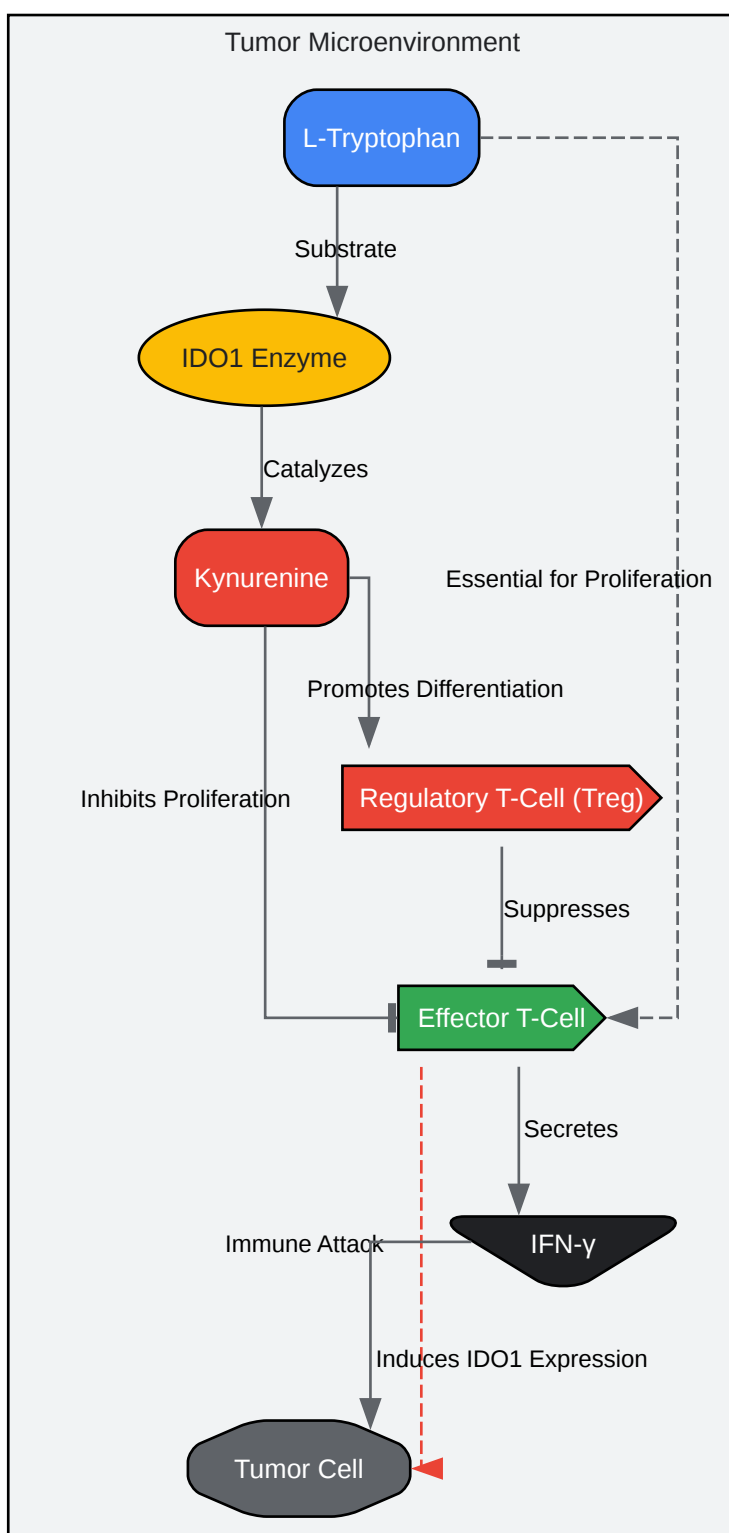 Tumor Microenvironment
L-Tryptophan
Substrate
IDO1 Enzyme
Catalyzes
Kynurenine
Essential for Proliferation
Promotes Differentiation
Inhibits Proliferation
Regulatory T-Cell (Treg)
Suppresses
Effector T-Cell
Secretes
Immune Attack
IFN-γ
Induces IDO1 Expression
Tumor Cell